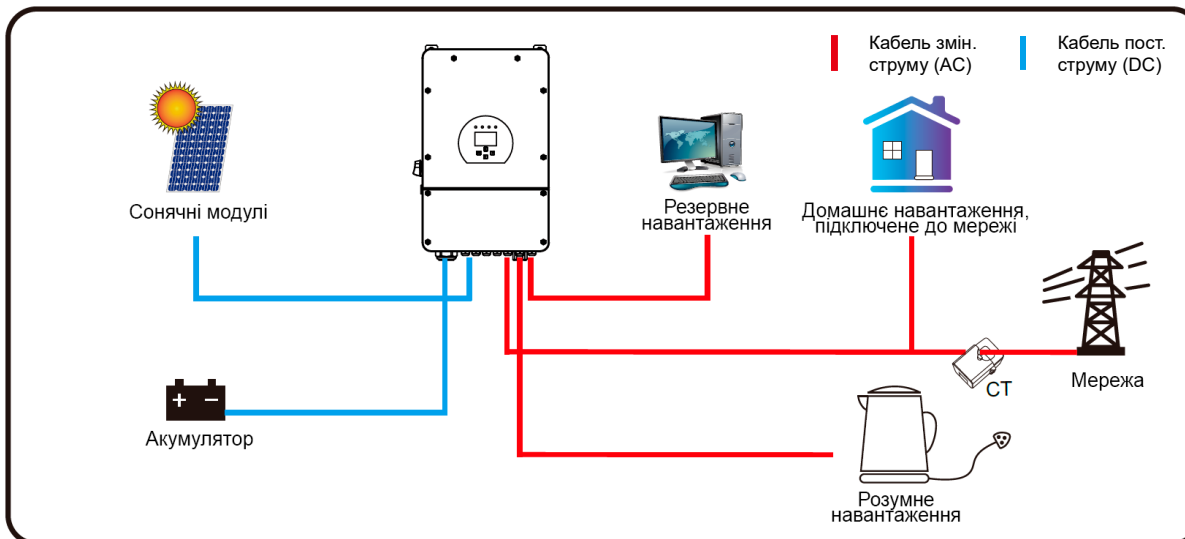 Кабель змін.
струму (AC)
Кабель пост.
струму (DC)
Сонячні модулі
Резервне
навантаження
Домашнє навантаження,
підключене до мережі
CT
Мережа
Акумулятор
Розумне
навантаження